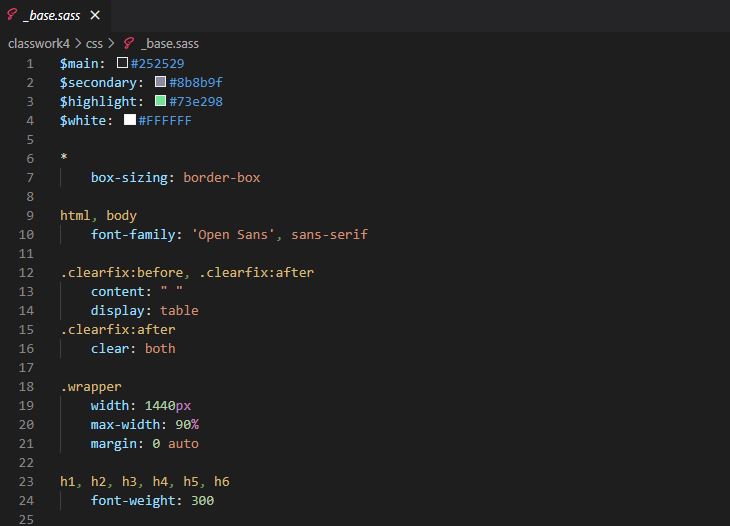 _base.sass ×
classwork4 > css > _base.sass
1 $main: #252529
2 $secondary: #8b8b9f
3 $highlight: #73e298
4 $white: #FFFFFF
5
6 *
7 box-sizing: border-box
8
9 html, body
10 font-family: 'Open Sans', sans-serif
11
12 .clearfix:before, .clearfix:after
13 content: " "
14 display: table
15 .clearfix:after
16 clear: both
17
18 .wrapper
19 width: 1440px
20 max-width: 90%
21 margin: 0 auto
22
23 h1, h2, h3, h4, h5, h6
24 font-weight: 300
25